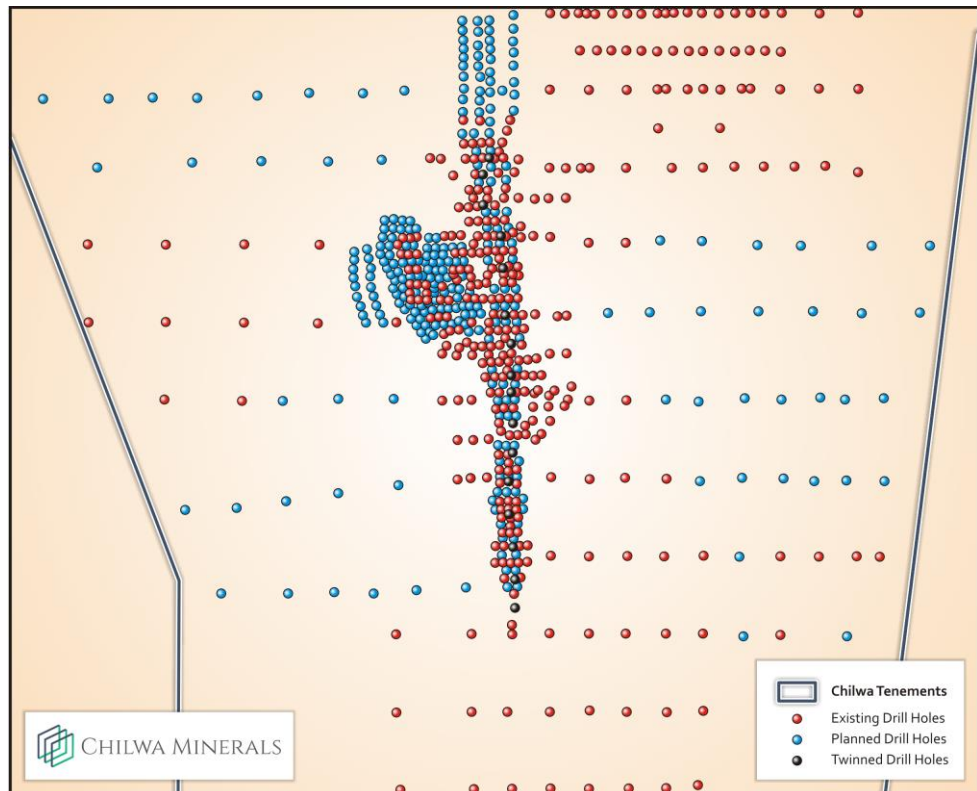 Chilwa Tenements
Existing Drill Holes
Planned Drill Holes
Twinned Drill Holes
CHILWA MINERALS